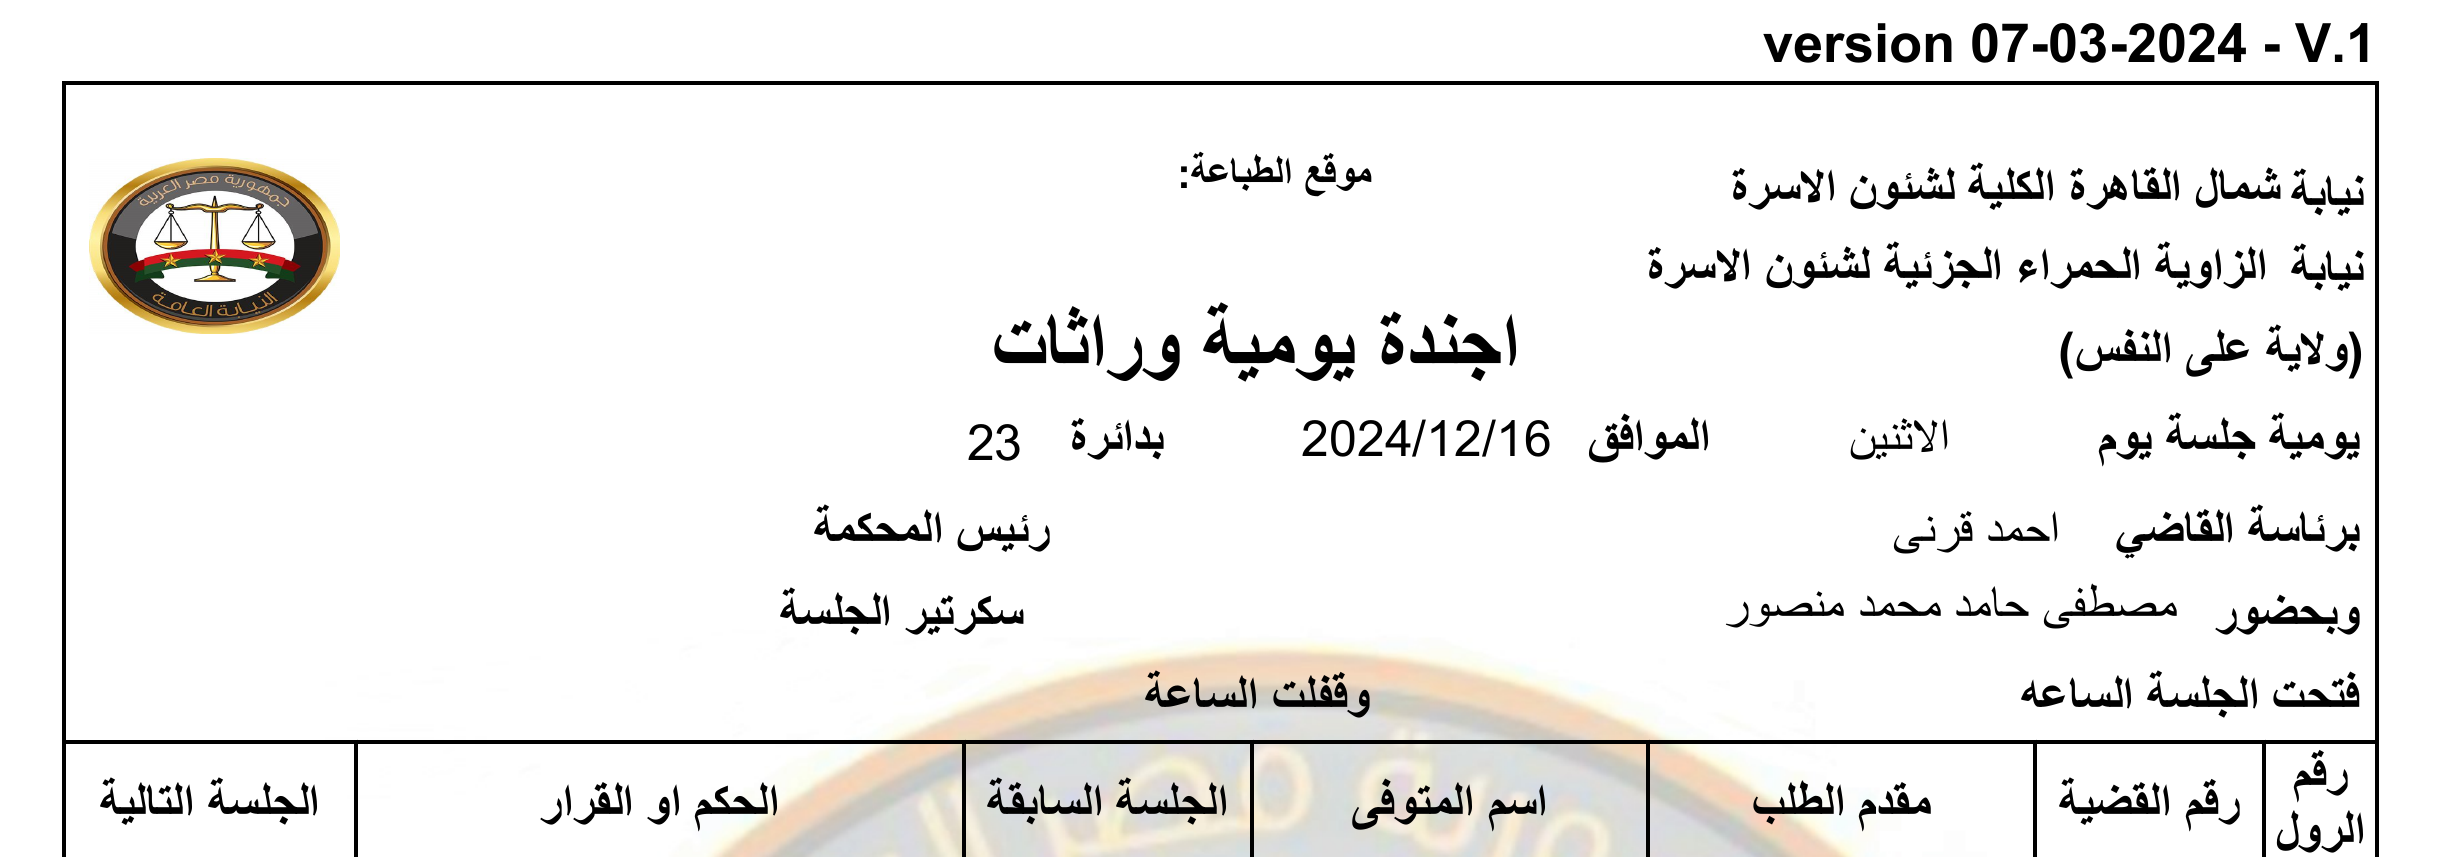 version 07-03-2024 - V.1
نيابة شمال القاهرة الكلية لشئون الاسرة
موقع الطباعة:
جمهورية مصر العربية
النيابة العامة
نيابة الزاوية الحمراء الجزئية لشئون الاسرة
اجندة يومية وراثات
(ولاية على النفس)
يومية جلسة يوم الاثنين الموافق 2024/12/16 بدائرة 23
برئاسة القاضي احمد قرنى رئيس المحكمة
وبحضور مصطفى حامد محمد منصور سكرتير الجلسة
فتحت الجلسة الساعه وقفلت الساعة
رقم الرول رقم القضية مقدم الطلب اسم المتوفى الجلسة السابقة الحكم او القرار الجلسة التالية